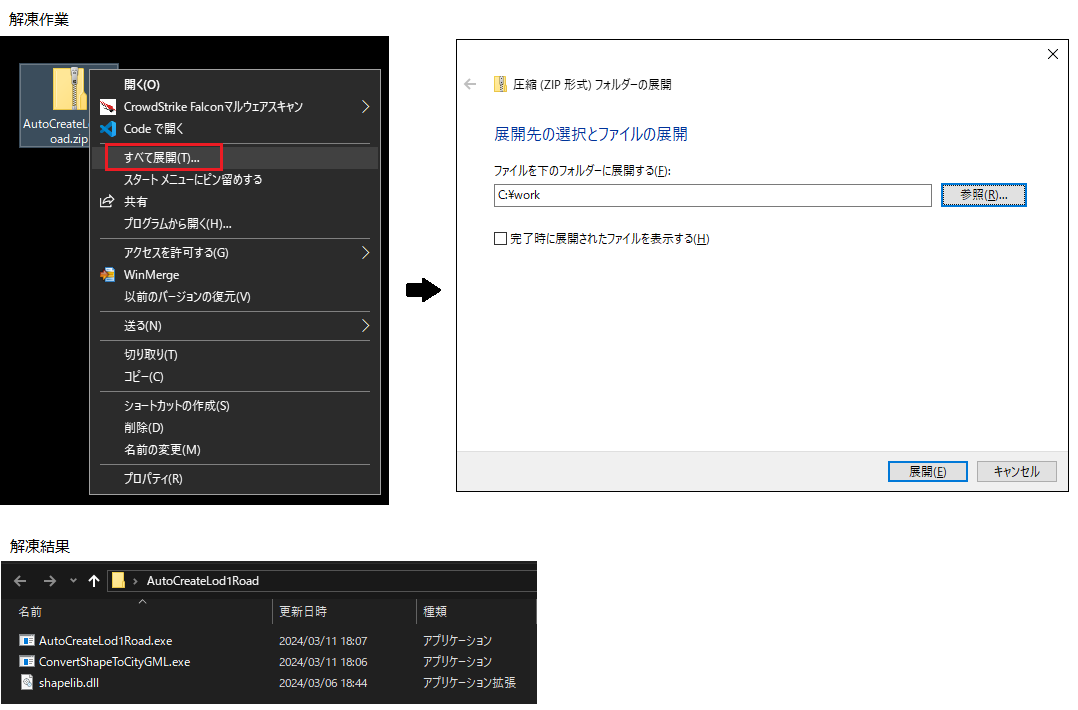 解凍作業
AutoCreateL
oad.zip
開く(O)
CrowdStrike Falconマルウェアスキャン
Code で開く
すべて展開(T)...
スタート メニューにピン留めする
共有
プログラムから開く(H)...
アクセスを許可する(G)
WinMerge
以前のバージョンの復元(V)
送る(N)
切り取り(T)
コピー(C)
ショートカットの作成(S)
削除(D)
名前の変更(M)
プロパティ(R)
圧縮 (ZIP 形式) フォルダーの展開
展開先の選択とファイルの展開
ファイルを下のフォルダーに展開する(F):
C:¥work
参照(R)...
完了時に展開されたファイルを表示する(H)
展開(E)
キャンセル
解凍結果
AutoCreateLod1Road
名前
更新日時
種類
AutoCreateLod1Road.exe 2024/03/11 18:07 アプリケーション
ConvertShapeToCityGML.exe 2024/03/11 18:06 アプリケーション
shapelib.dll 2024/03/06 18:44 アプリケーション拡張